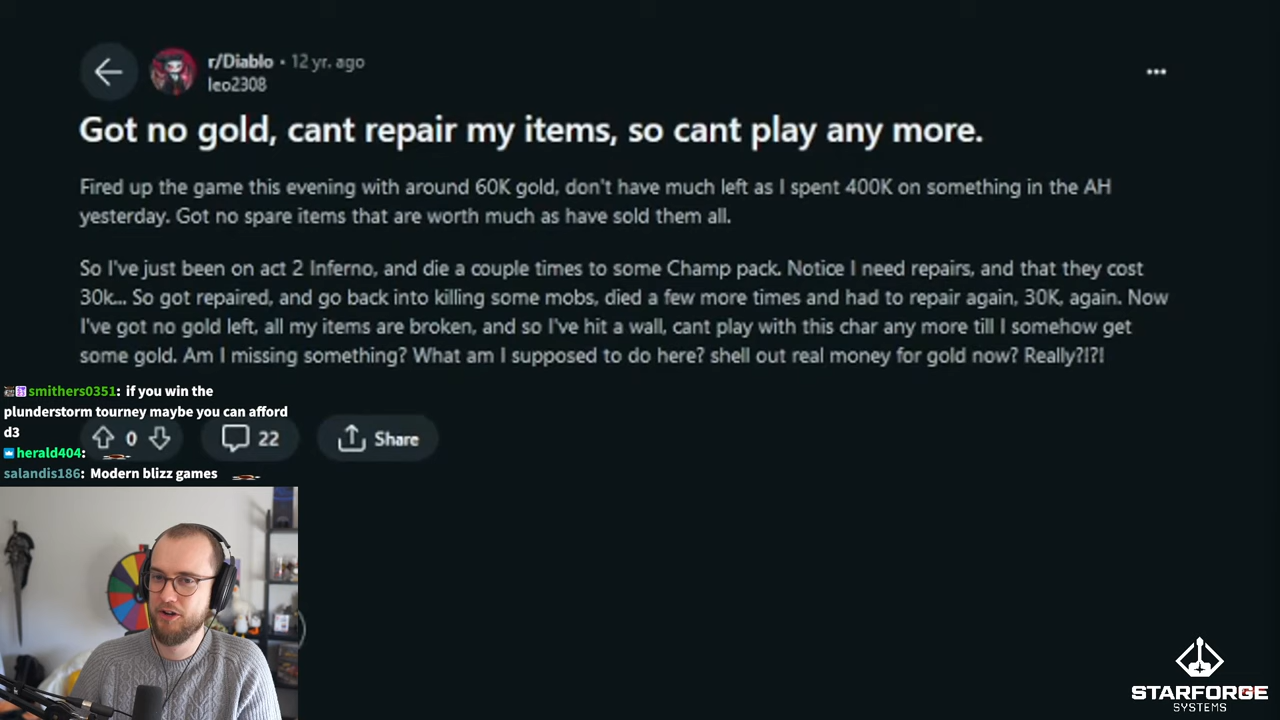 r/Diablo • 12 yr. ago
leo2308
Got no gold, cant repair my items, so cant play any more.
Fired up the game this evening with around 60K gold, don't have much left as I spent 400K on something in the AH
yesterday. Got no spare items that are worth much as have sold them all.
So I've just been on act 2 Inferno, and die a couple times to some Champ pack. Notice I need repairs, and that they cost
30k... So got repaired, and go back into killing some mobs, died a few more times and had to repair again, 30K, again. Now
I've got no gold left, all my items are broken, and so I've hit a wall, cant play with this char any more till I somehow get
some gold. Am I missing something? What am I supposed to do here? shell out real money for gold now? Really?!?!
0
22
Share
smithers0351: if you win the
plunderstorm tourney maybe you can afford
d3
herald404:
salandis186: Modern blizz games
STARFORGE
SYSTEMS